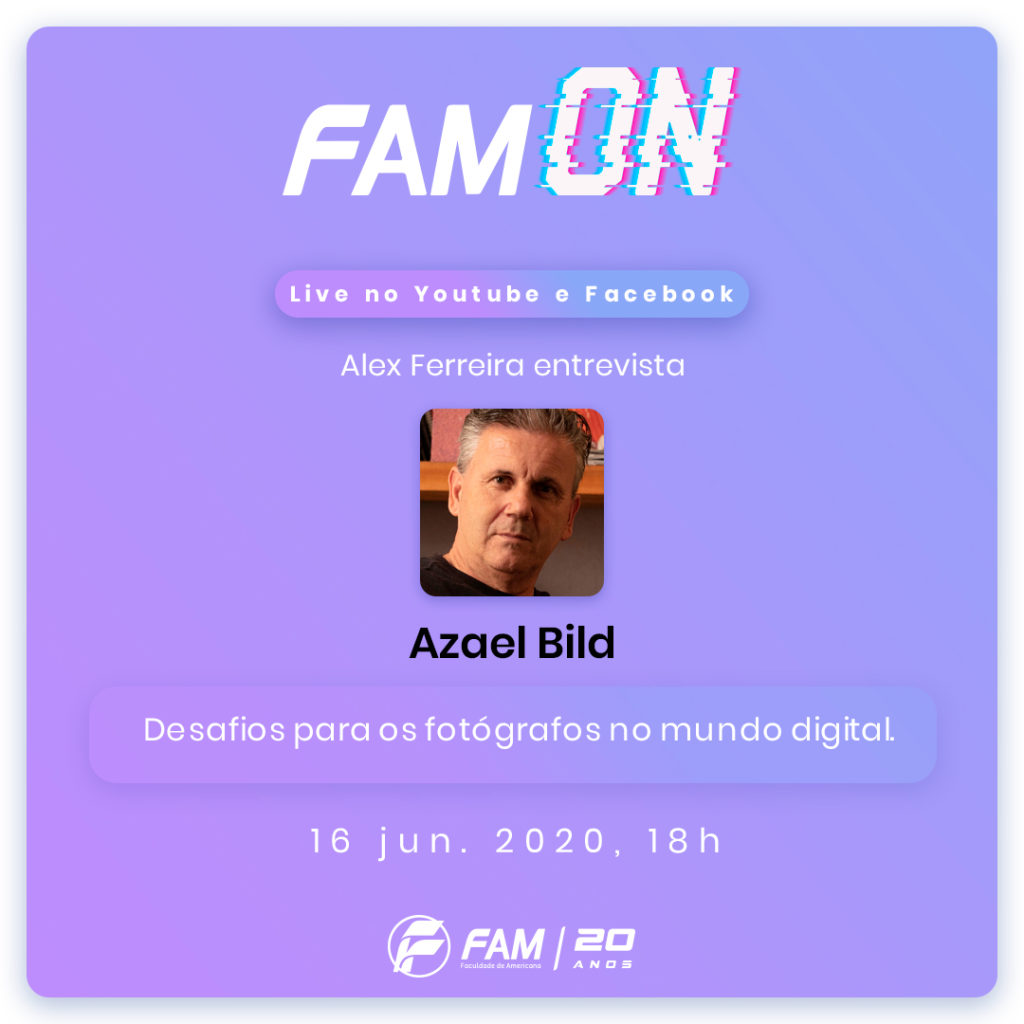 FAM ON
Live no Youtube e Facebook
Alex Ferreira entrevista
Azael Bild
Desafios para os fotógrafos no mundo digital.
16 jun. 2020, 18h
FAM | 20
Faculdade de Americana ANOS